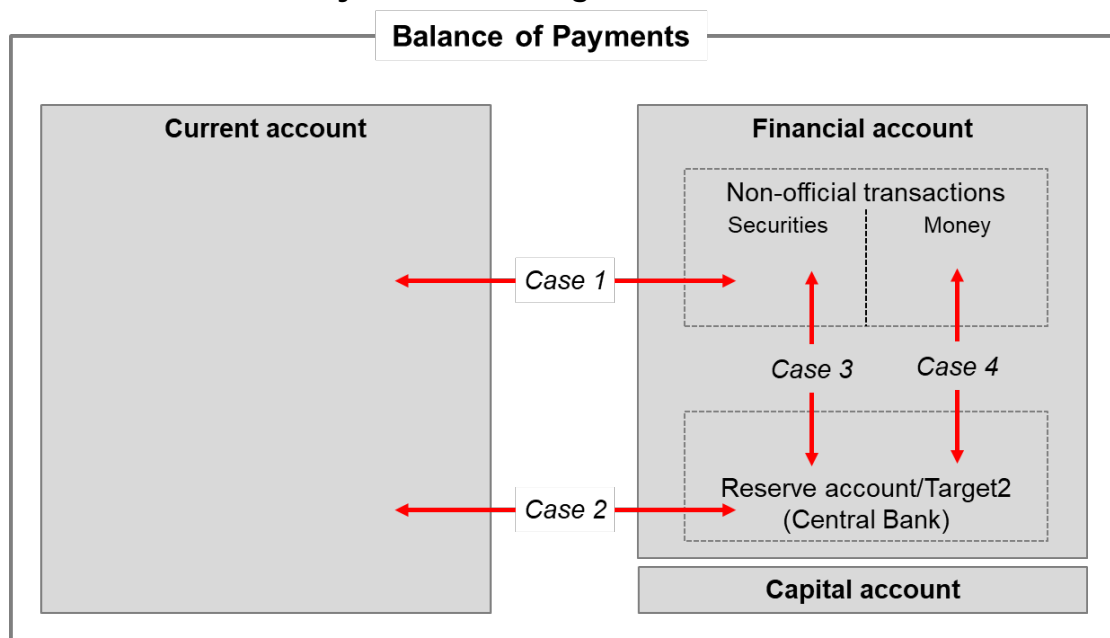 Balance of Payments
Current account
Financial account
Non-official transactions
Securities
Money
Case 1
Case 3
Case 4
Reserve account/Target2
(Central Bank)
Case 2
Capital account